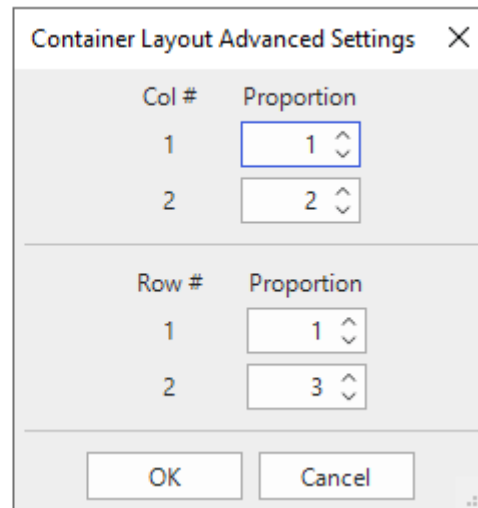 Container Layout Advanced Settings
Col # Proportion
1 1
2 2
Row # Proportion
1 1
2 3
OK Cancel